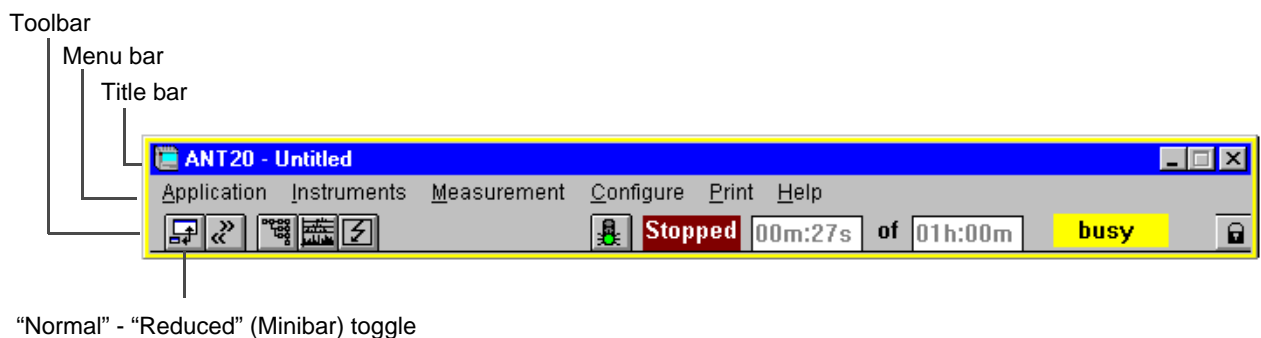 Toolbar
Menu bar
Title bar
ANT20 - Untitled
Application Instruments Measurement Configure Print Help
Stopped 00m:27s of 01h:00m busy
“Normal” - “Reduced” (Minibar) toggle